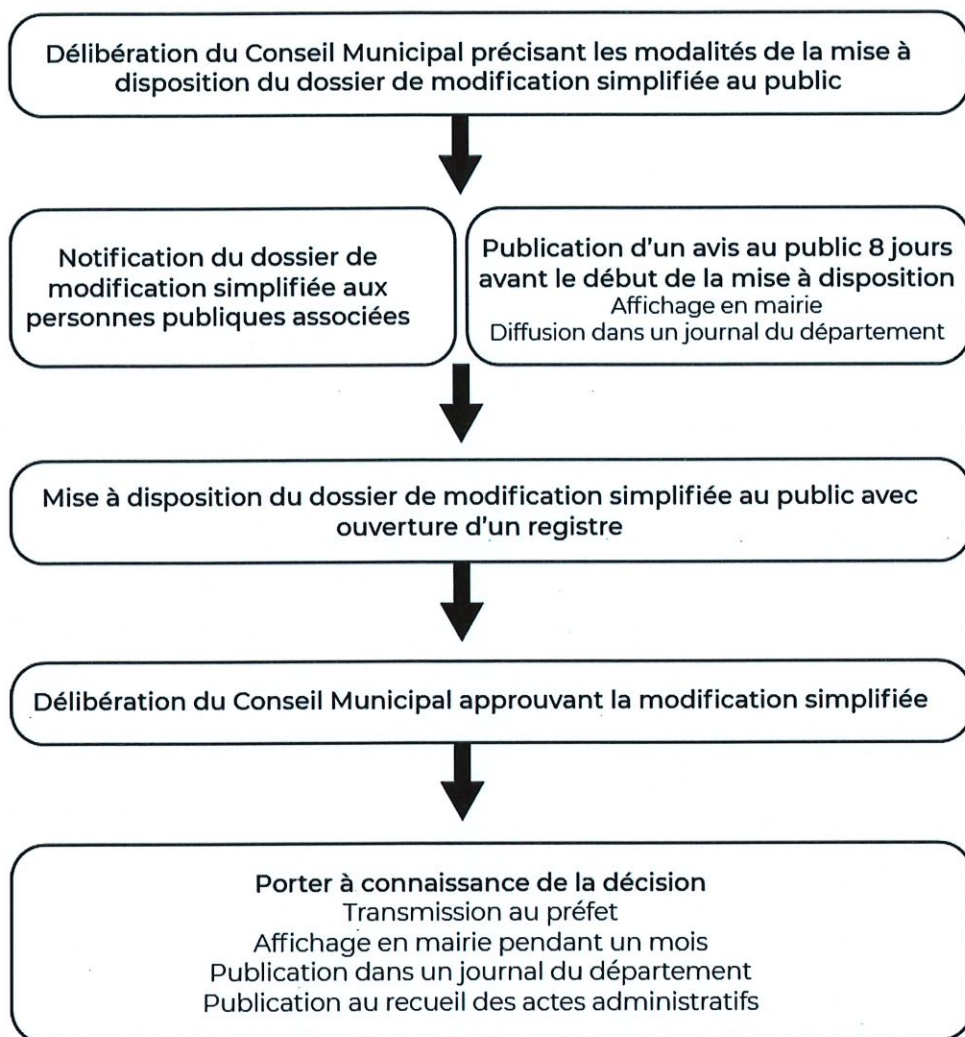 Délibération du Conseil Municipal précisant les modalités de la mise à
disposition du dossier de modification simplifiée au public
Notification du dossier de
modification simplifiée aux
personnes publiques associées
Publication d'un avis au public 8 jours
avant le début de la mise à disposition
Affichage en mairie
Diffusion dans un journal du département
Mise à disposition du dossier de modification simplifiée au public avec
ouverture d'un registre
Délibération du Conseil Municipal approuvant la modification simplifiée
Porter à connaissance de la décision
Transmission au préfet
Affichage en mairie pendant un mois
Publication dans un journal du département
Publication au recueil des actes administratifs